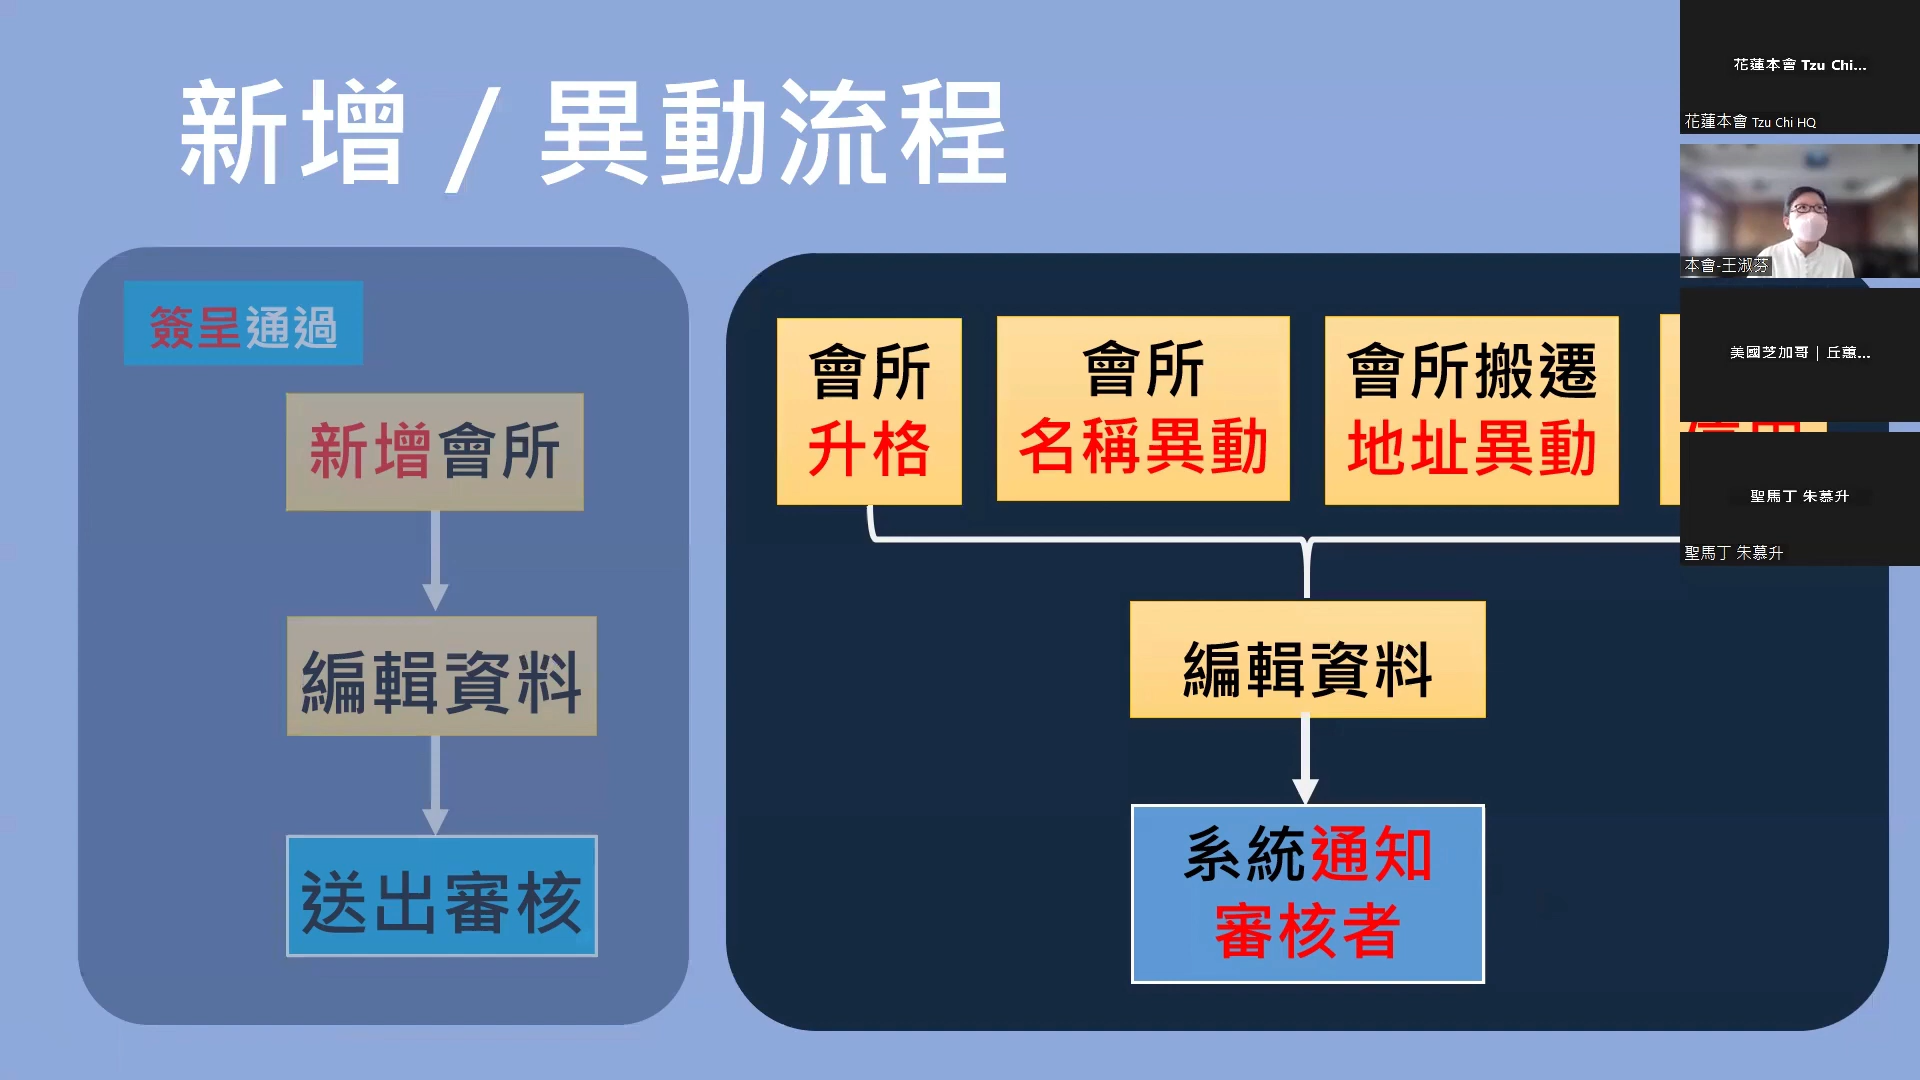 新增 / 異動流程
簽呈通過
新增會所
編輯資料
送出審核
會所
升格
會所
名稱異動
會所搬遷
地址異動
編輯資料
系統通知
審核者
花蓮本會 Tzu Chi...
花蓮本會 Tzu Chi HQ
本會-王淑芬
美國芝加哥｜丘蕙...
聖馬丁 朱慕升
聖馬丁 朱慕升